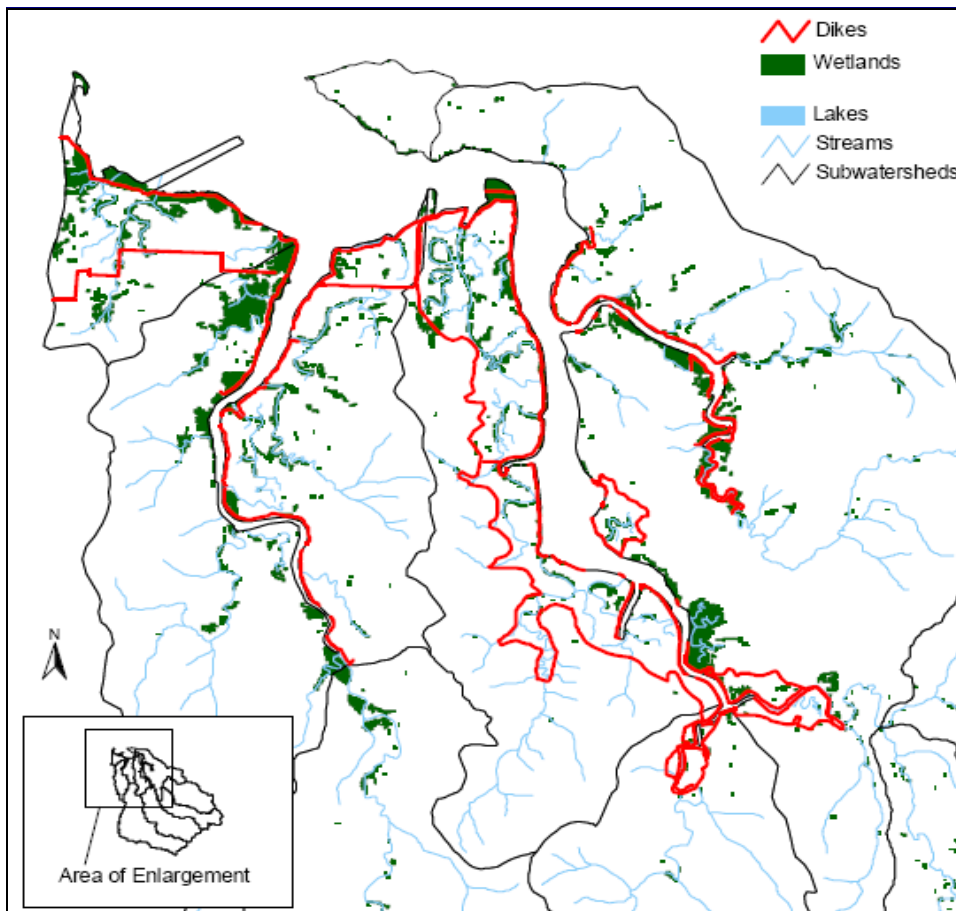 Dikes
Wetlands
Lakes
Streams
Subwatersheds
N
Area of Enlargement